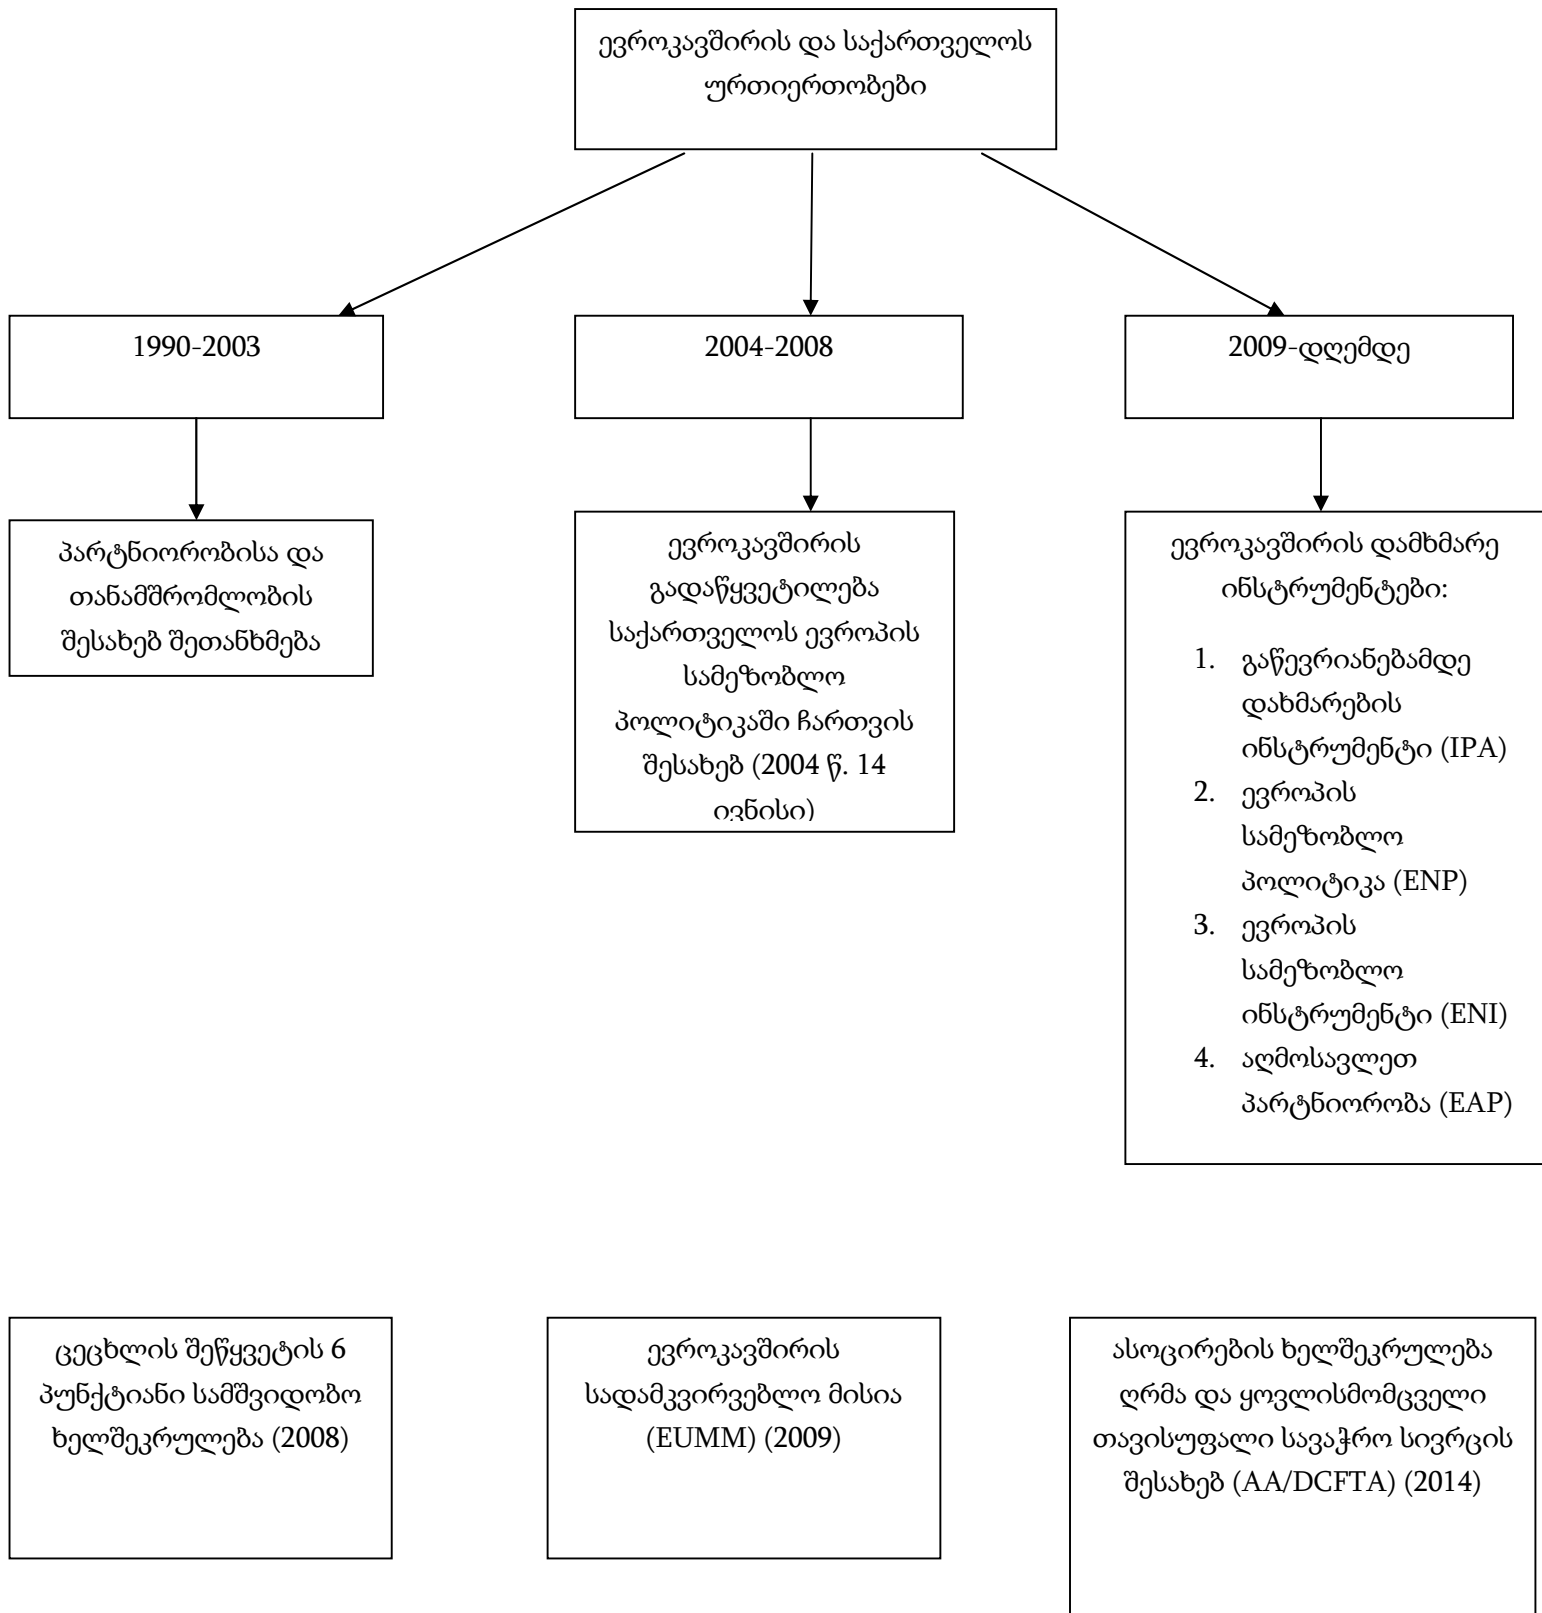 ევროკავშირის და საქართველოს
ურთიერთობები
1990-2003
2004-2008
2009-დღემდე
პარტნიორობისა და
თანამშრომლობის
შესახებ შეთანხმება
ევროკავშირის
გადაწყვეტილება
საქართველოს ევროპის
სამეზობლო
პოლიტიკაში ჩართვის
შესახებ (2004 წ. 14
ივნისი)
ევროკავშირის დამხმარე
ინსტრუმენტები:
1. გაწევრიანებამდე
დახმარების
ინსტრუმენტი (IPA)
2. ევროპის
სამეზობლო
პოლიტიკა (ENP)
3. ევროპის
სამეზობლო
ინსტრუმენტი (ENI)
4. აღმოსავლეთ
პარტნიორობა (EAP)
ცეცხლის შეწყვეტის 6
პუნქტიანი სამშვიდობო
ხელშეკრულება (2008)
ევროკავშირის
სადამკვირვებლო მისია
(EUMM) (2009)
ასოცირების ხელშეკრულება
ღრმა და ყოვლისმომცველი
თავისუფალი სავაჭრო სივრცის
შესახებ (AA/DCFTA) (2014)